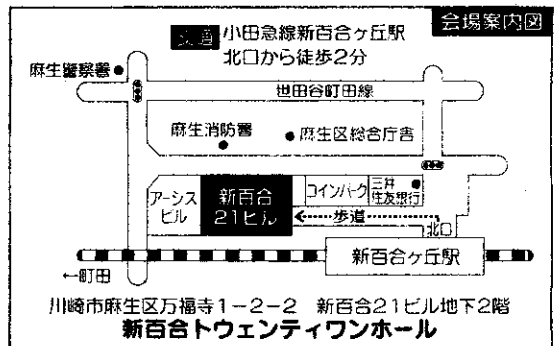 会場案内図
交通 小田急線新百合ヶ丘駅
北口から徒歩2分
麻生警察署
世田谷町田線
麻生消防署
麻生区総合庁舎
アーシス
ビル
新百合
21ビル
コインパーク
三井
住友銀行
歩道
北口
新百合ヶ丘駅
←町田
川崎市麻生区万福寺1-2-2 新百合21ビル地下2階
新百合トウェンティワンホール